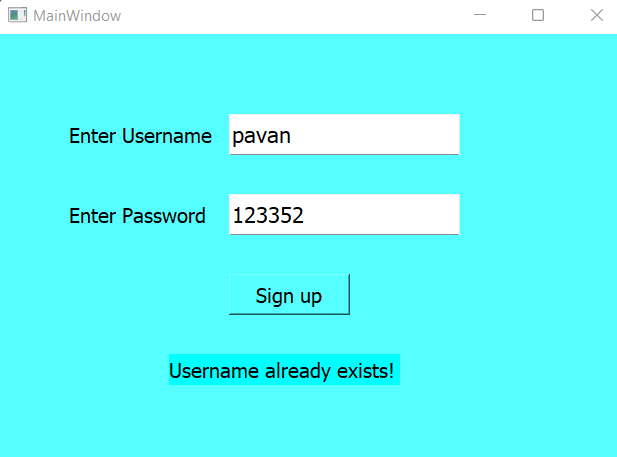 MainWindow
Enter Username pavan
Enter Password 123352
Sign up
Username already exists!